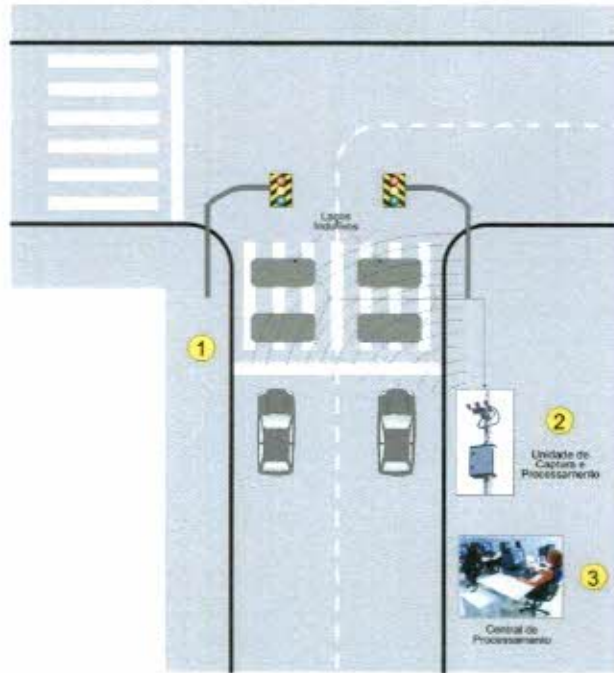 Laços
Indutivos
1
2
Unidade de
Captura e
Processamento
3
Central de
Processamento